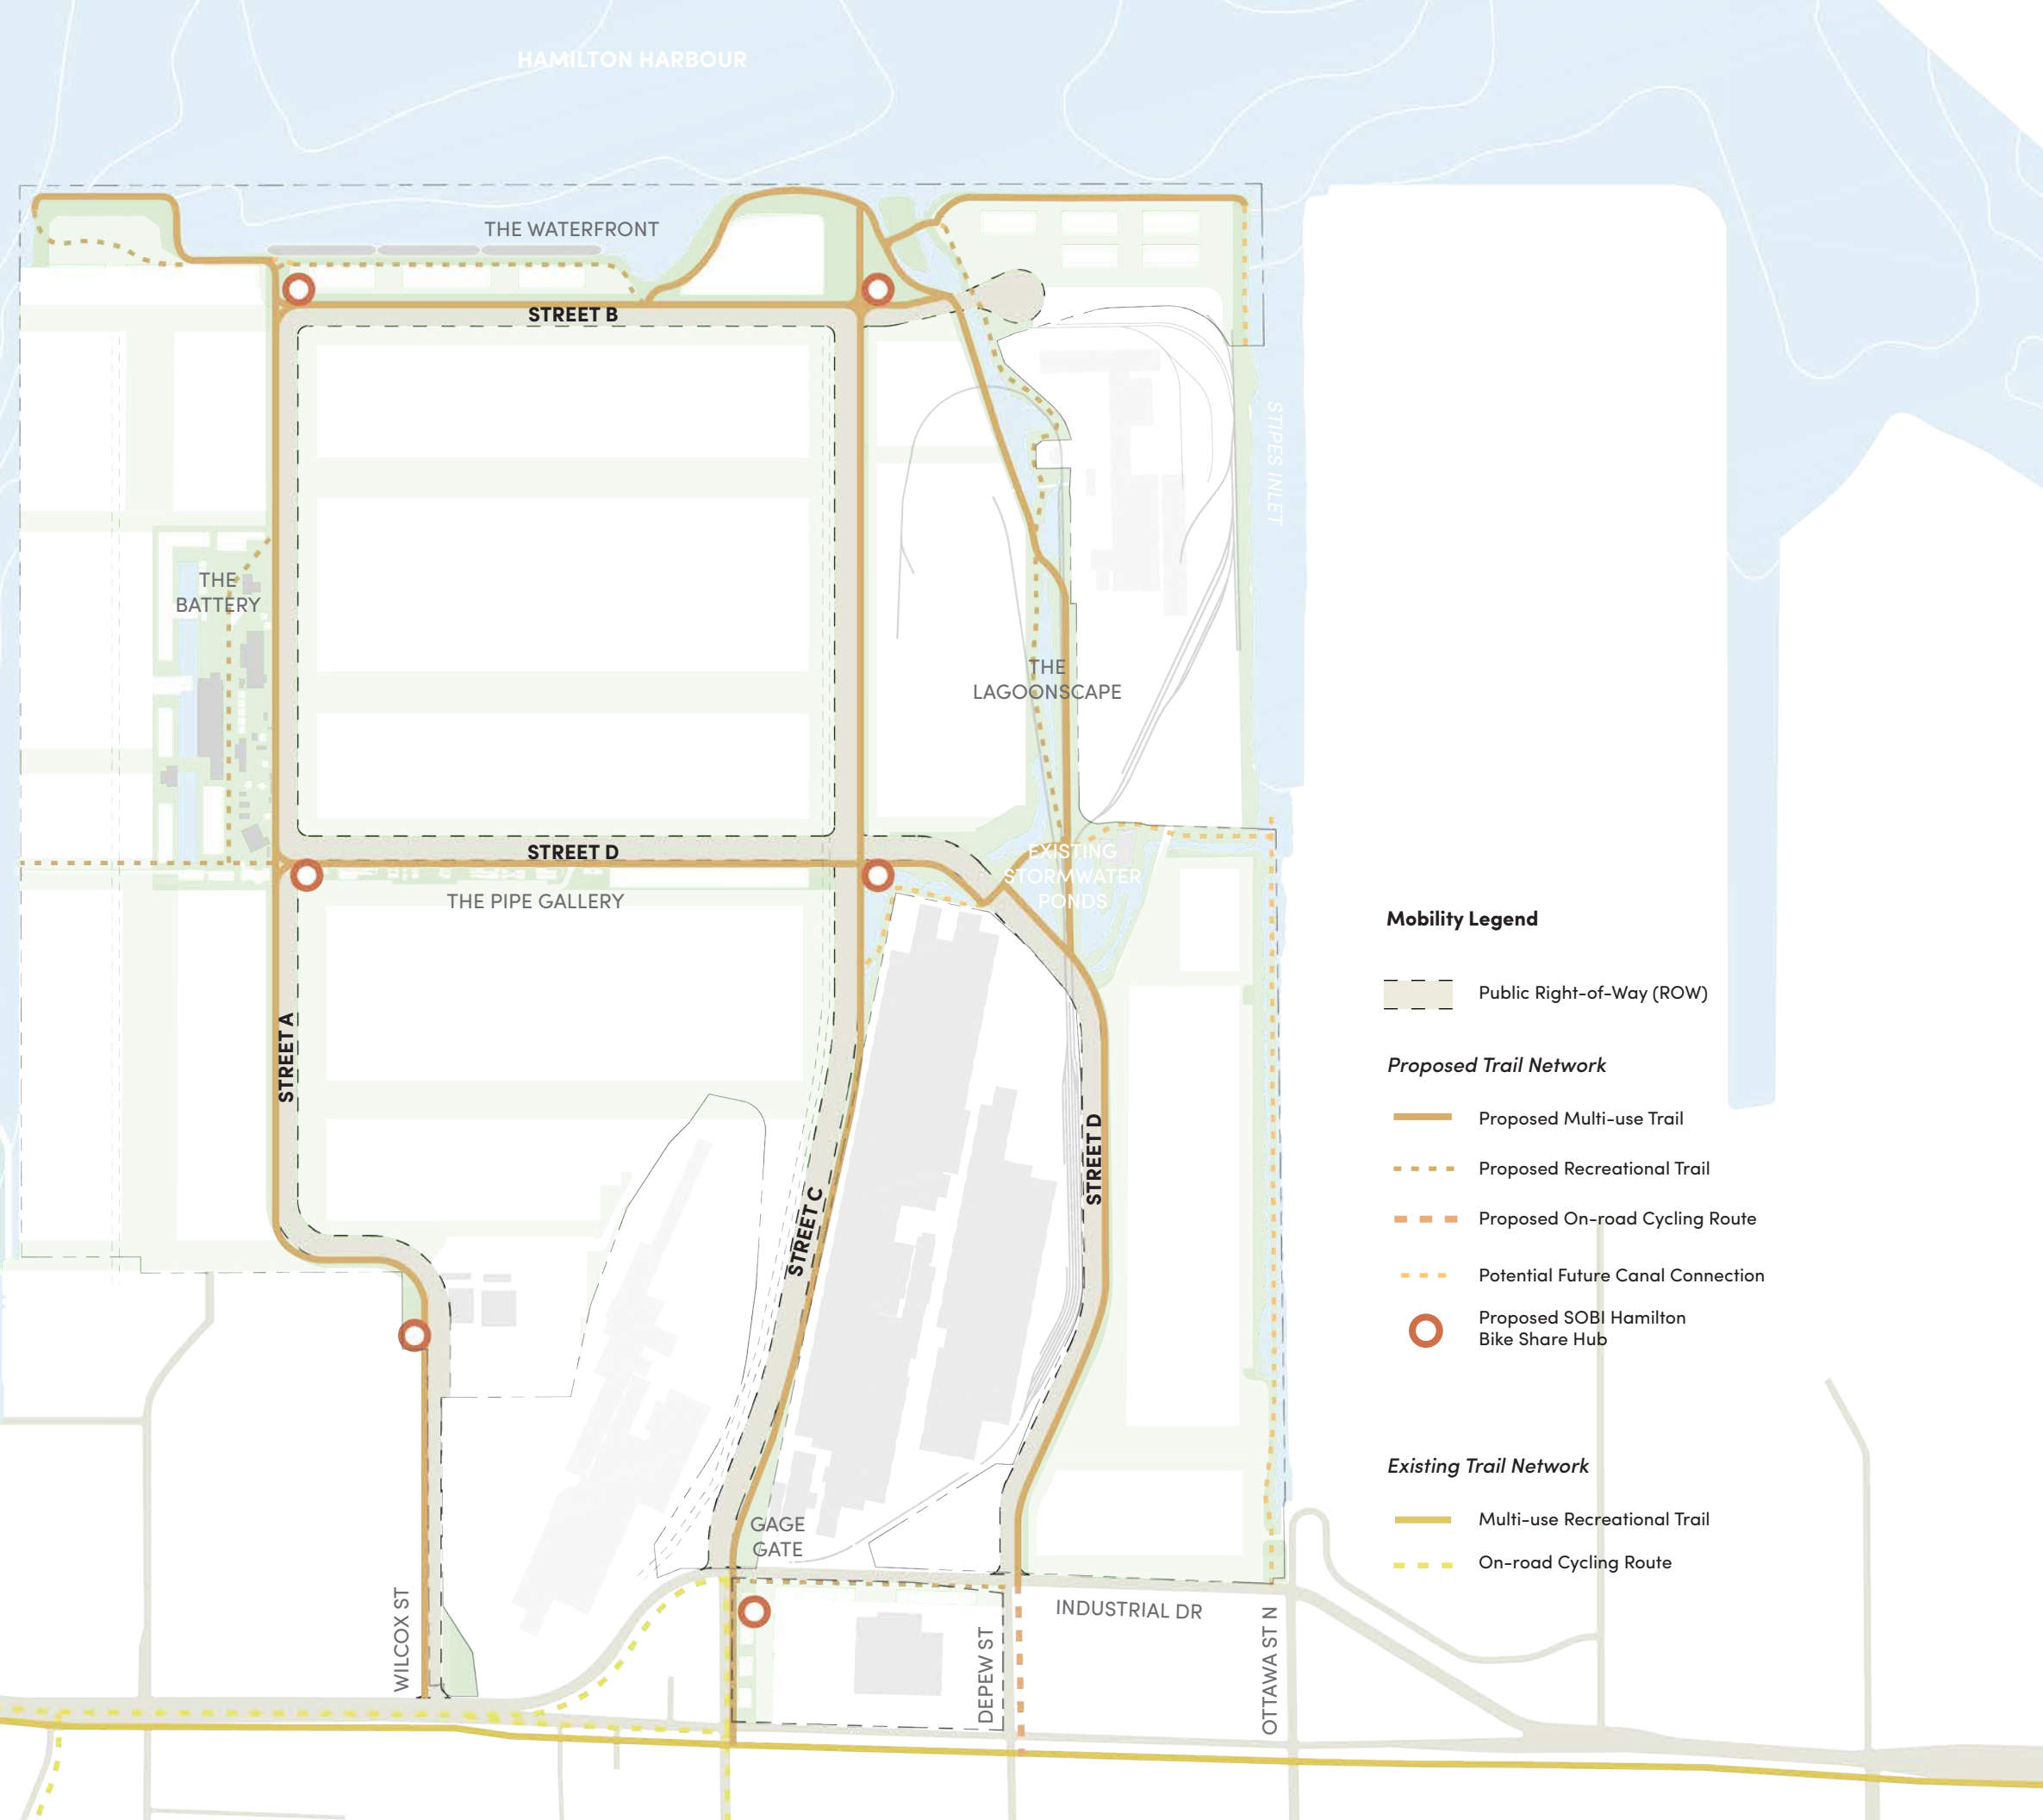 HAMILTON HARBOUR
THE WATERFRONT
STREET B
STIPES INLET
THE
BATTERY
THE
LAGOONSCAPE
STREET D
EXISTING
STORMWATER
PONDS
THE PIPE GALLERY
STREET A
STREET C
STREET D
GAGE
GATE
WILCOX ST
DEPEW ST
INDUSTRIAL DR
OTTAWA ST N
Mobility Legend
Public Right-of-Way (ROW)
Proposed Trail Network
Proposed Multi-use Trail
Proposed Recreational Trail
Proposed On-road Cycling Route
Potential Future Canal Connection
Proposed SOBI Hamilton
Bike Share Hub
Existing Trail Network
Multi-use Recreational Trail
On-road Cycling Route